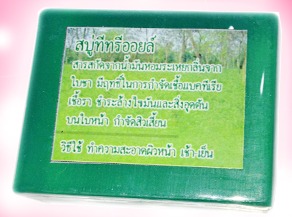 สบู่ทีทรีออยล์
สารสกัดจากน้ำมันหอมระเหยกลั่นจาก
ใบชา มีฤทธิ์ในการกำจัดเชื้อแบคทีเรีย
เชื้อรา ชำระล้างไขมันและสิ่งอุดตัน
บนใบหน้า กำจัดสิวเสี้ยน
วิธีใช้ ทำความสะอาดผิวหน้า เช้า-เย็น